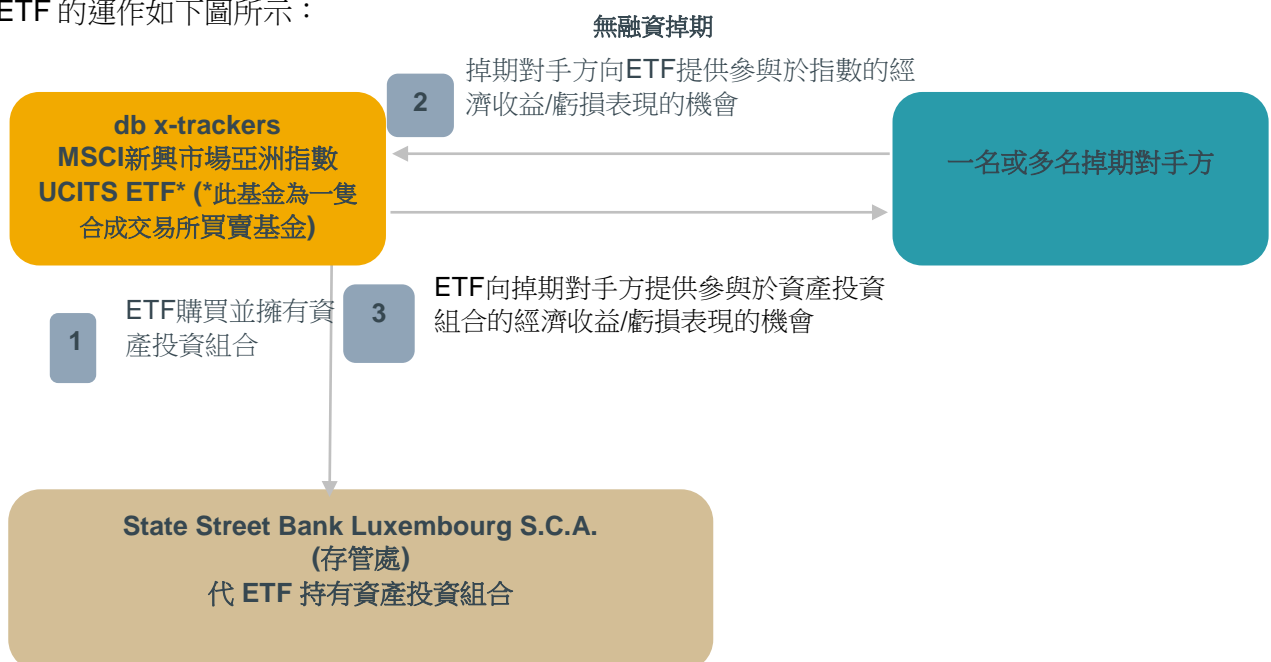 ETF 的運作如下圖所示：
無融資掉期
2
掉期對手方向ETF提供參與於指數的經
濟收益/虧損表現的機會
db x-trackers
MSCI新興市場亞洲指數
UCITS ETF* (*此基金為一隻
合成交易所買賣基金)
一名或多名掉期對手方
1
ETF購買並擁有資
產投資組合
3
ETF向掉期對手方提供參與於資產投資
組合的經濟收益/虧損表現的機會
State Street Bank Luxembourg S.C.A.
(存管處)
代 ETF 持有資產投資組合